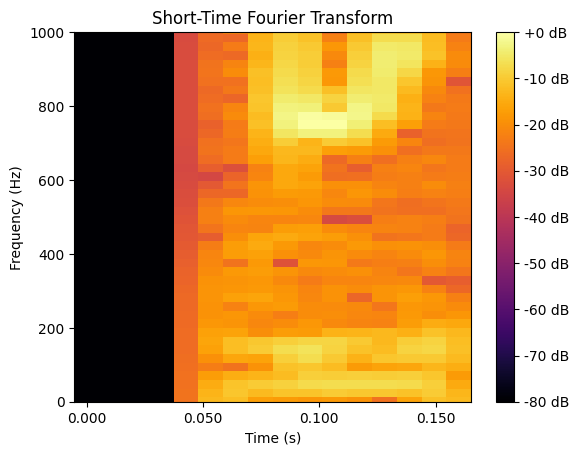 Short-Time Fourier Transform
1000
800
600
400
200
0
Frequency (Hz)
0.000
0.050
0.100
0.150
Time (s)
+0 dB
-10 dB
-20 dB
-30 dB
-40 dB
-50 dB
-60 dB
-70 dB
-80 dB